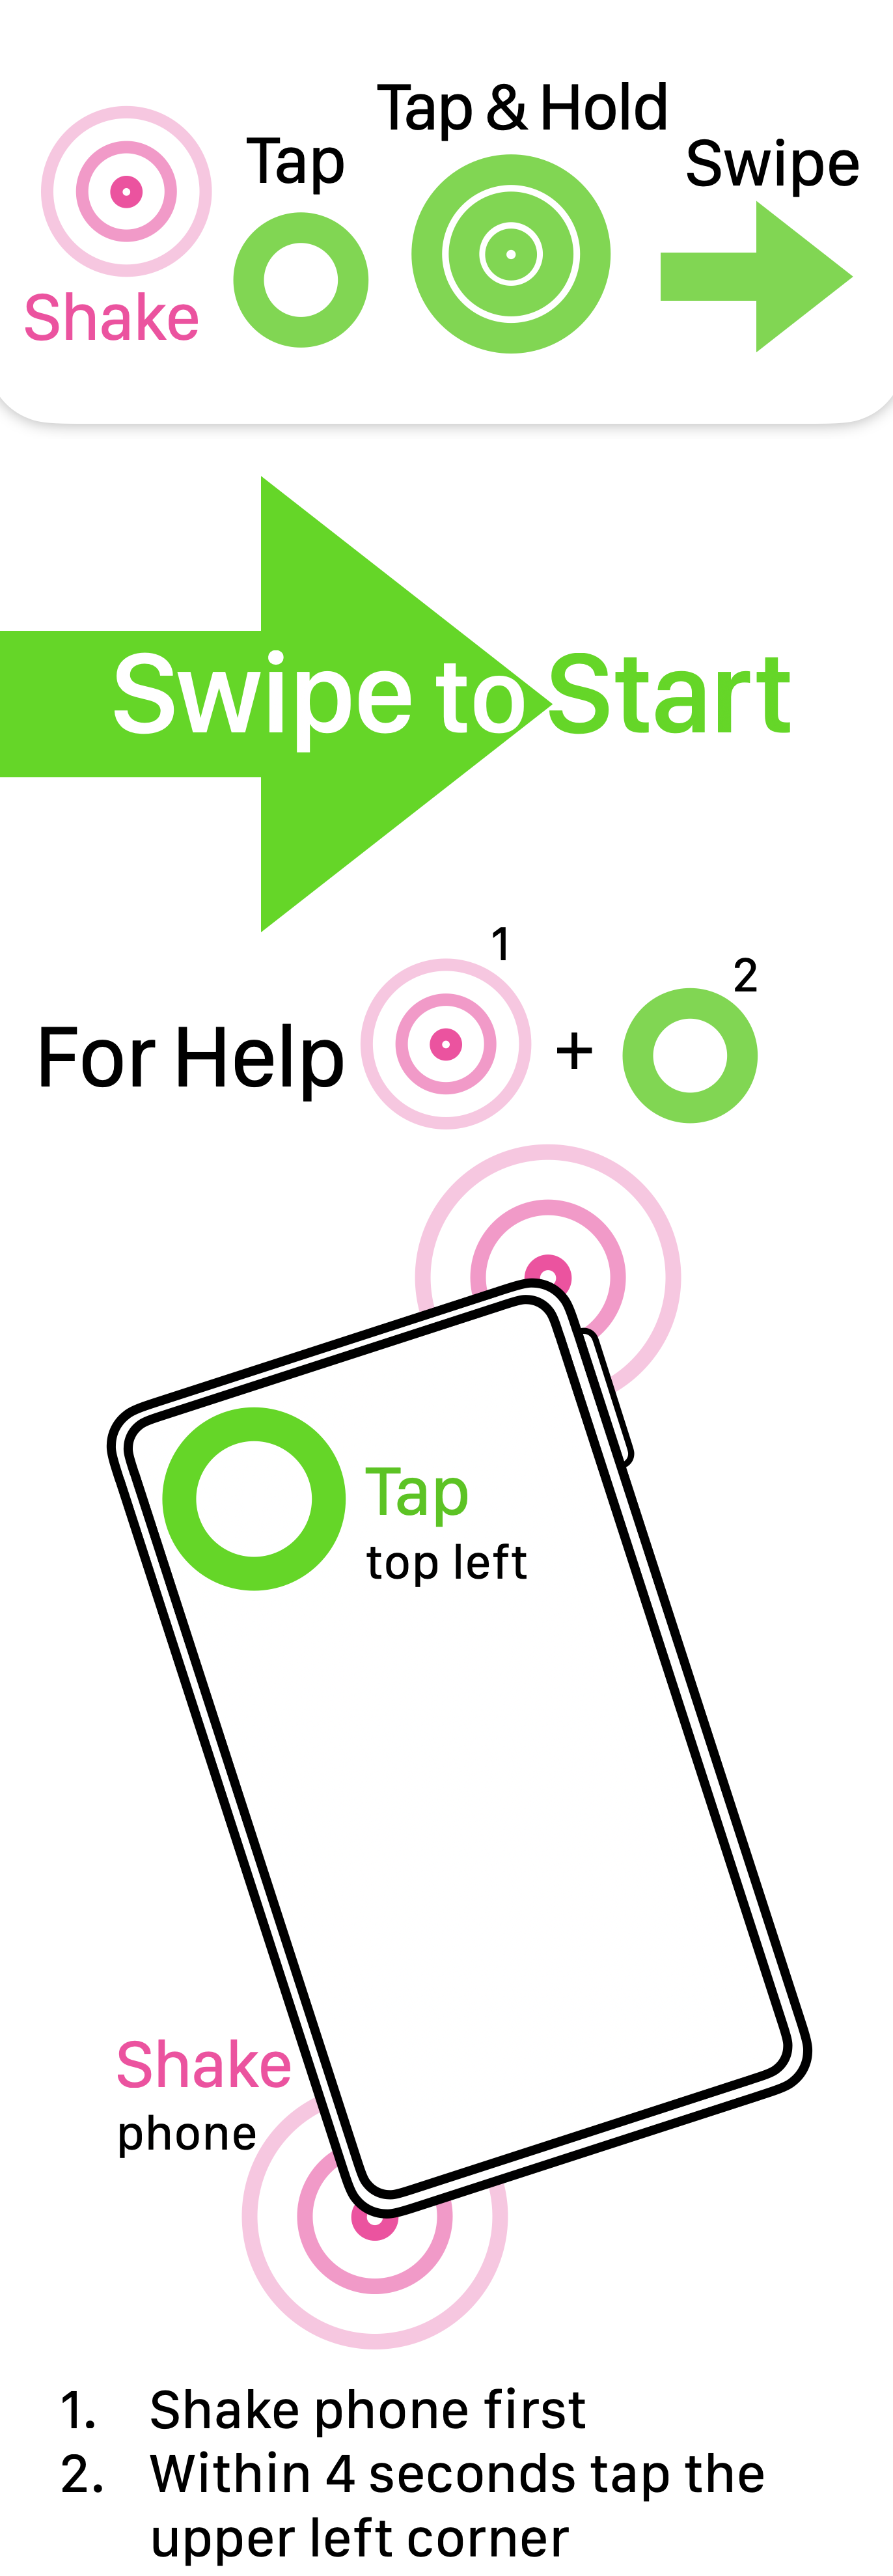 Tap & Hold
Tap
Swipe
Shake
Swipe to Start
1
2
For Help
+
Tap
top left
Shake
phone
1. Shake phone first
2. Within 4 seconds tap the
upper left corner